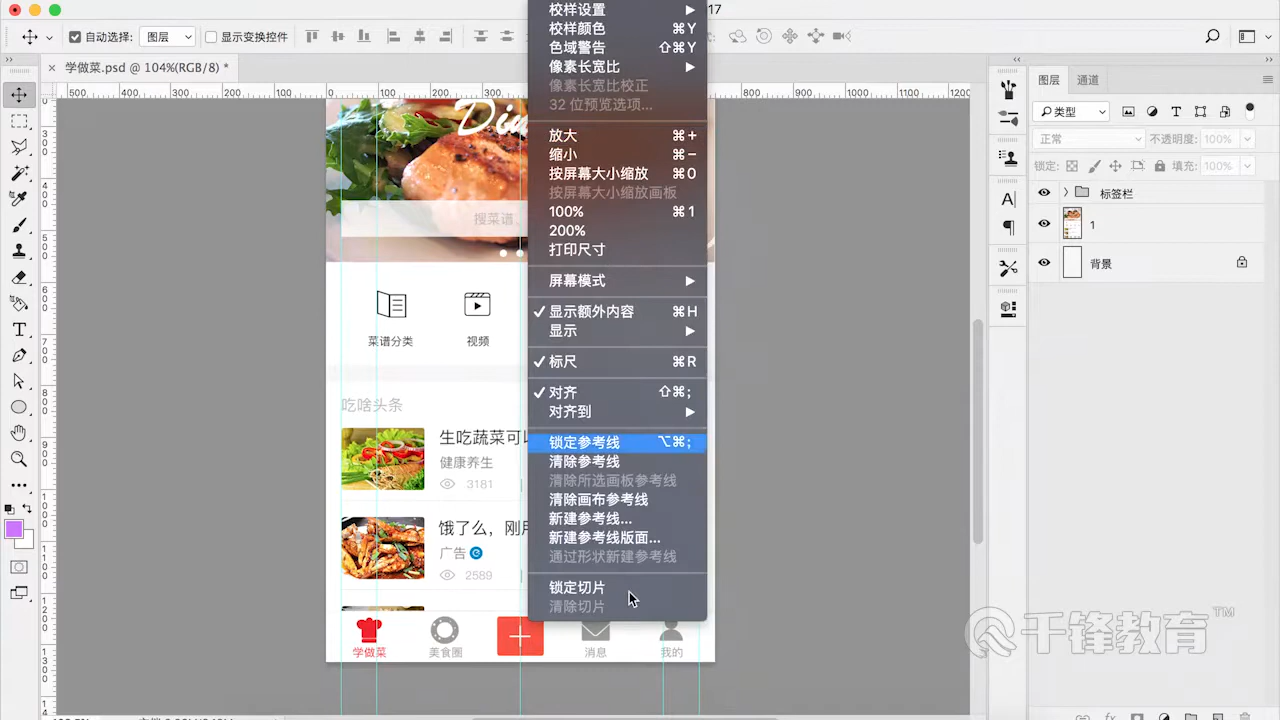 校样设置
校样颜色 ⌘Y
色域警告 ⇧⌘Y
像素长宽比
像素长宽比校正
32 位预览选项...
放大 ⌘+
缩小 ⌘-
按屏幕大小缩放 ⌘0
按屏幕大小缩放画板
100% ⌘1
200%
打印尺寸
屏幕模式
显示额外内容 ⌘H
显示
标尺 ⌘R
对齐 ⇧⌘;
对齐到
锁定参考线 ⌥⌘;
清除参考线
清除所选画板参考线
清除画布参考线
新建参考线...
新建参考线版面...
通过形状新建参考线
锁定切片
清除切片
17
自动选择: 图层 显示变换控件
学做菜.psd @ 104%(RGB/8) *
500 400 300 200 100 0 100 200 300 800 900 1000 1100 1200
搜菜谱、
菜谱分类 视频
吃啥头条
生吃蔬菜可以
健康养生
3181
饿了么，刚用
广告
2589
学做菜 美食圈 消息 我的
图层 通道
类型
正常 不透明度: 100%
锁定: 填充: 100%
标签栏
1
背景
千锋教育™